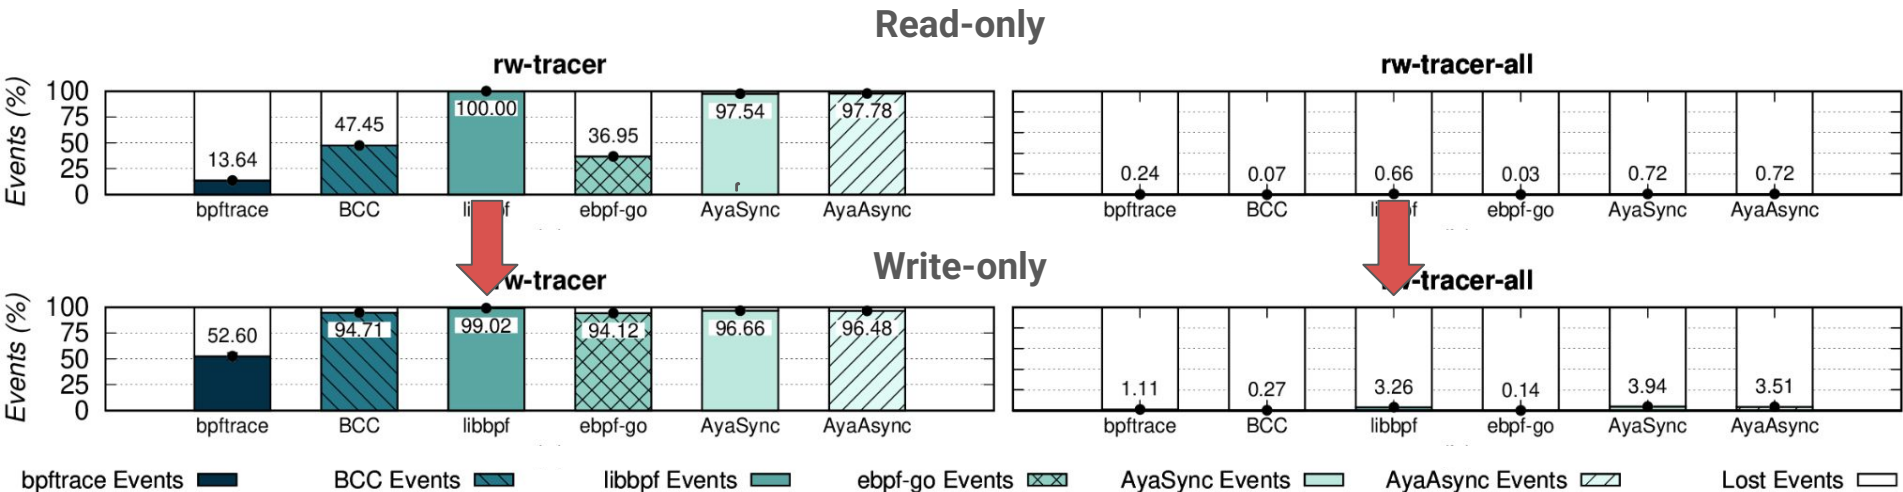 Read-only
rw-tracer
rw-tracer-all
Events (%)
100
75
50
25
0
13.64
47.45
100.00
36.95
97.54
97.78
0.24
0.07
0.66
0.03
0.72
0.72
bpftrace BCC ebpf-go AyaSync AyaAsync
bpftrace BCC ebpf-go AyaSync AyaAsync
Write-only
rw-tracer
-tracer-all
Events (%)
100
75
50
25
0
52.60
94.71
99.02
94.12
96.66
96.48
1.11
0.27
3.26
0.14
3.94
3.51
bpftrace BCC libbpf ebpf-go AyaSync AyaAsync
bpftrace BCC libbpf ebpf-go AyaSync AyaAsync
bpftrace Events BCC Events libbpf Events ebpf-go Events AyaSync Events AyaAsync Events Lost Events